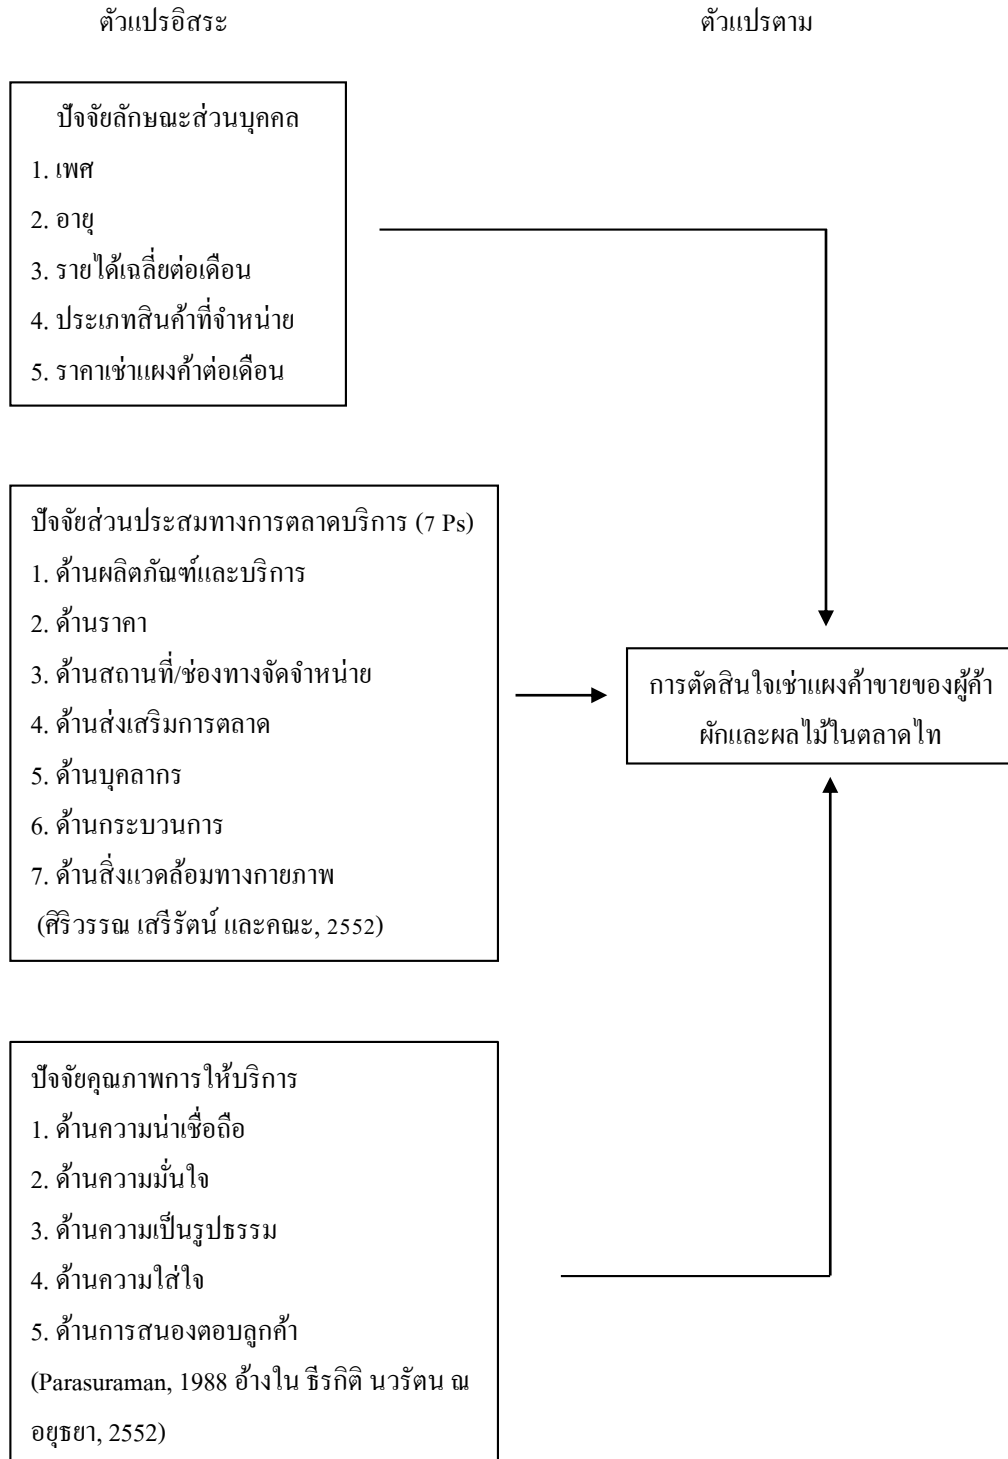 ตัวแปรอิสระ
ตัวแปรตาม
ปัจจัยลักษณะส่วนบุคคล
1. เพศ
2. อายุ
3. รายได้เฉลี่ยต่อเดือน
4. ประเภทสินค้าที่จำหน่าย
5. ราคาเช่าแผงค้าต่อเดือน
ปัจจัยส่วนประสมทางการตลาดบริการ (7 Ps)
1. ด้านผลิตภัณฑ์และบริการ
2. ด้านราคา
3. ด้านสถานที่/ช่องทางจัดจำหน่าย
4. ด้านส่งเสริมการตลาด
5. ด้านบุคลากร
6. ด้านกระบวนการ
7. ด้านสิ่งแวดล้อมทางกายภาพ
(ศิริวรรณ เสรีรัตน์ และคณะ, 2552)
การตัดสินใจเช่าแผงค้าขายของผู้ค้า
ผักและผลไม้ในตลาดไท
ปัจจัยคุณภาพการให้บริการ
1. ด้านความน่าเชื่อถือ
2. ด้านความมั่นใจ
3. ด้านความเป็นรูปธรรม
4. ด้านความใส่ใจ
5. ด้านการสนองตอบลูกค้า
(Parasuraman, 1988 อ้างใน ธีรกิติ นวรัตน ณ
อยุธยา, 2552)